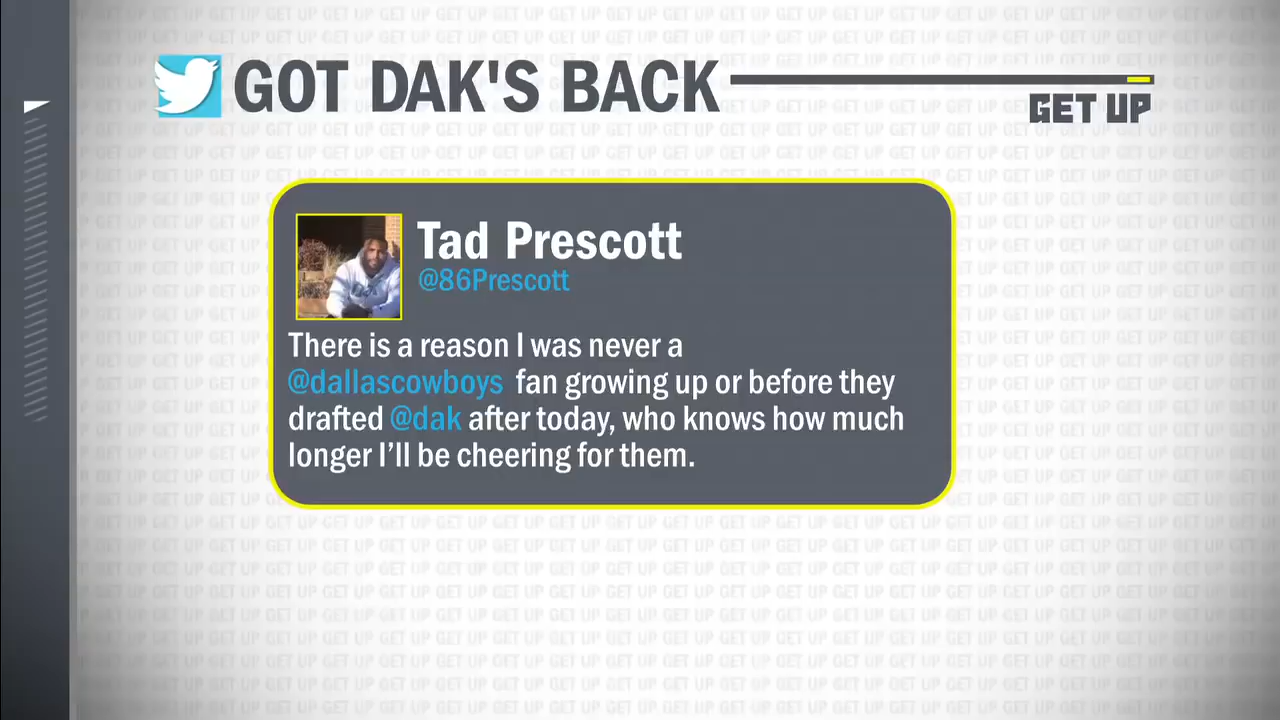 GOT DAK'S BACK
GET UP
Tad Prescott
@86Prescott
There is a reason I was never a
@dallascowboys fan growing up or before they
drafted @dak after today, who knows how much
longer I’ll be cheering for them.